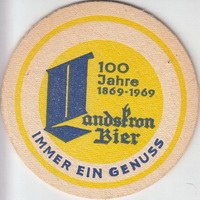 100
Jahre
1869-1969
Landskron
Bier
IMMER EIN GENUSS